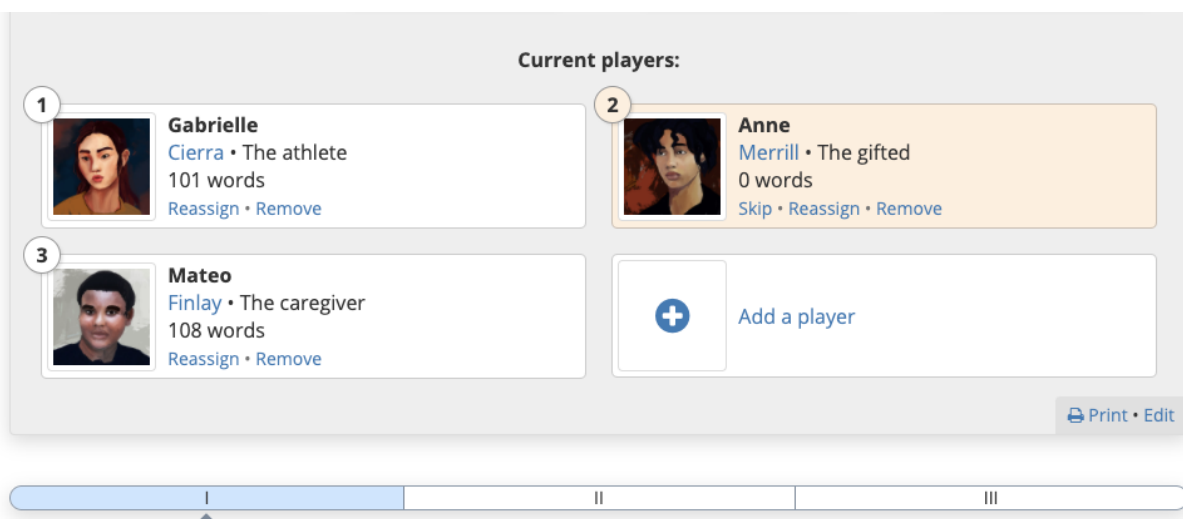 Current players:
1
Gabrielle
Cierra • The athlete
101 words
Reassign • Remove
2
Anne
Merrill • The gifted
0 words
Skip • Reassign • Remove
3
Mateo
Finlay • The caregiver
108 words
Reassign • Remove
Add a player
Print • Edit
I
II
III